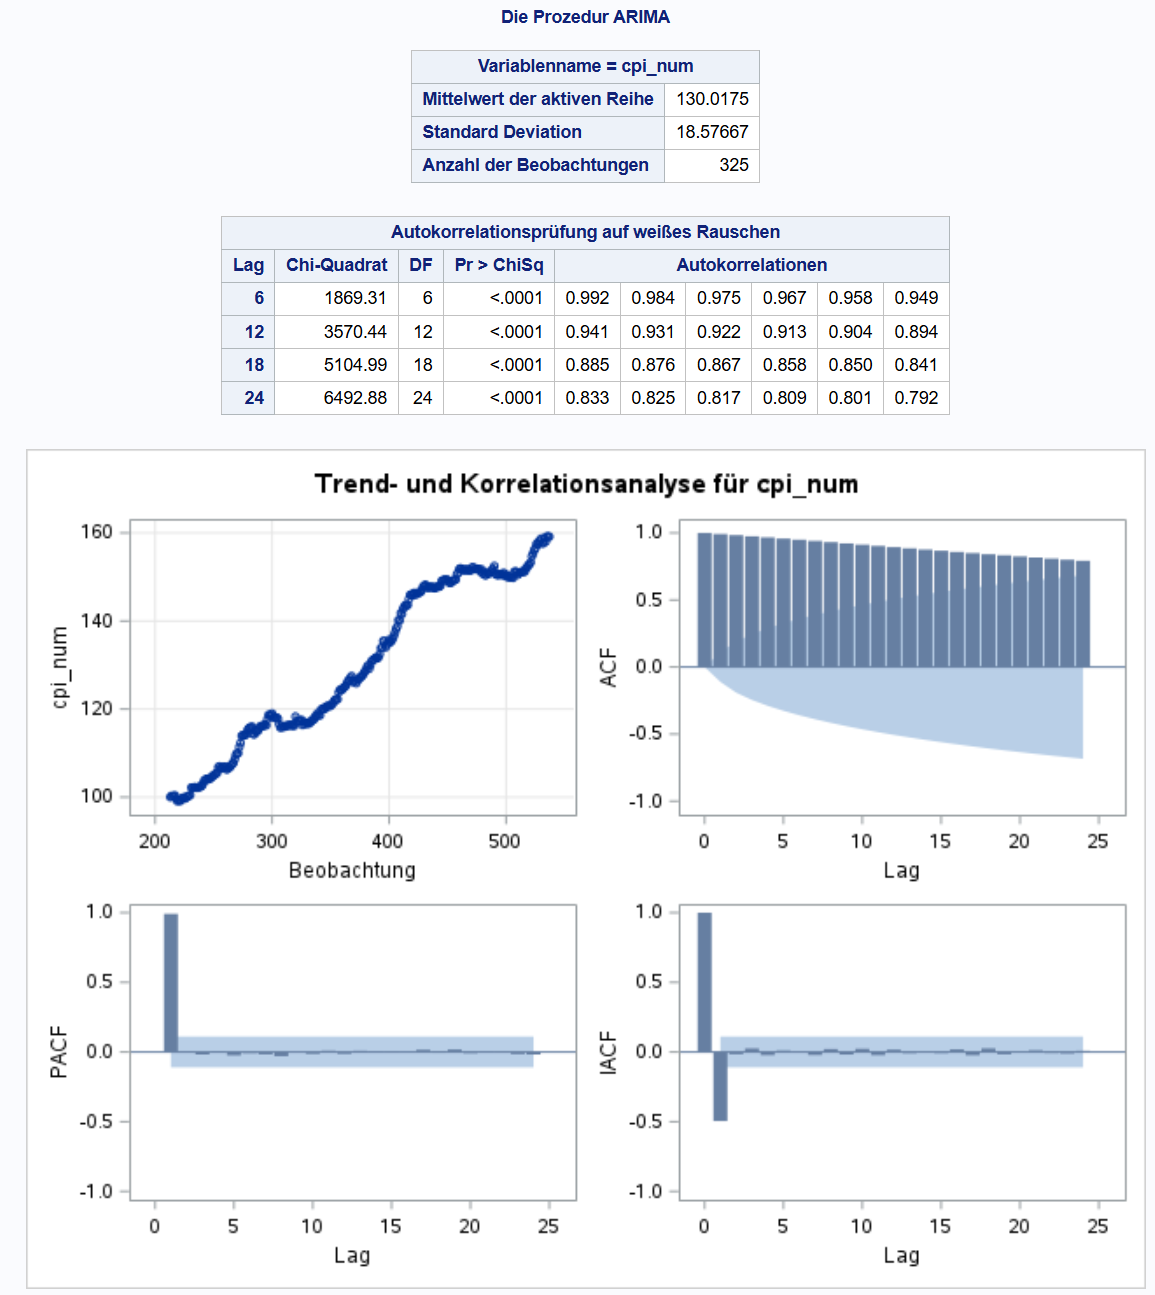 Die Prozedur ARIMA
Variablenname = cpi_num
Mittelwert der aktiven Reihe 130.0175
Standard Deviation 18.57667
Anzahl der Beobachtungen 325
Autokorrelationsprüfung auf weißes Rauschen
Lag Chi-Quadrat DF Pr > ChiSq Autokorrelationen
6 1869.31 6 <.0001 0.992 0.984 0.975 0.967 0.958 0.949
12 3570.44 12 <.0001 0.941 0.931 0.922 0.913 0.904 0.894
18 5104.99 18 <.0001 0.885 0.876 0.867 0.858 0.850 0.841
24 6492.88 24 <.0001 0.833 0.825 0.817 0.809 0.801 0.792
Trend- und Korrelationsanalyse für cpi_num
cpi_num
160
140
120
100
200 300 400 500
Beobachtung
ACF
1.0
0.5
0.0
-0.5
-1.0
0 5 10 15 20 25
Lag
PACF
1.0
0.5
0.0
-0.5
-1.0
0 5 10 15 20 25
Lag
IACF
1.0
0.5
0.0
-0.5
-1.0
0 5 10 15 20 25
Lag